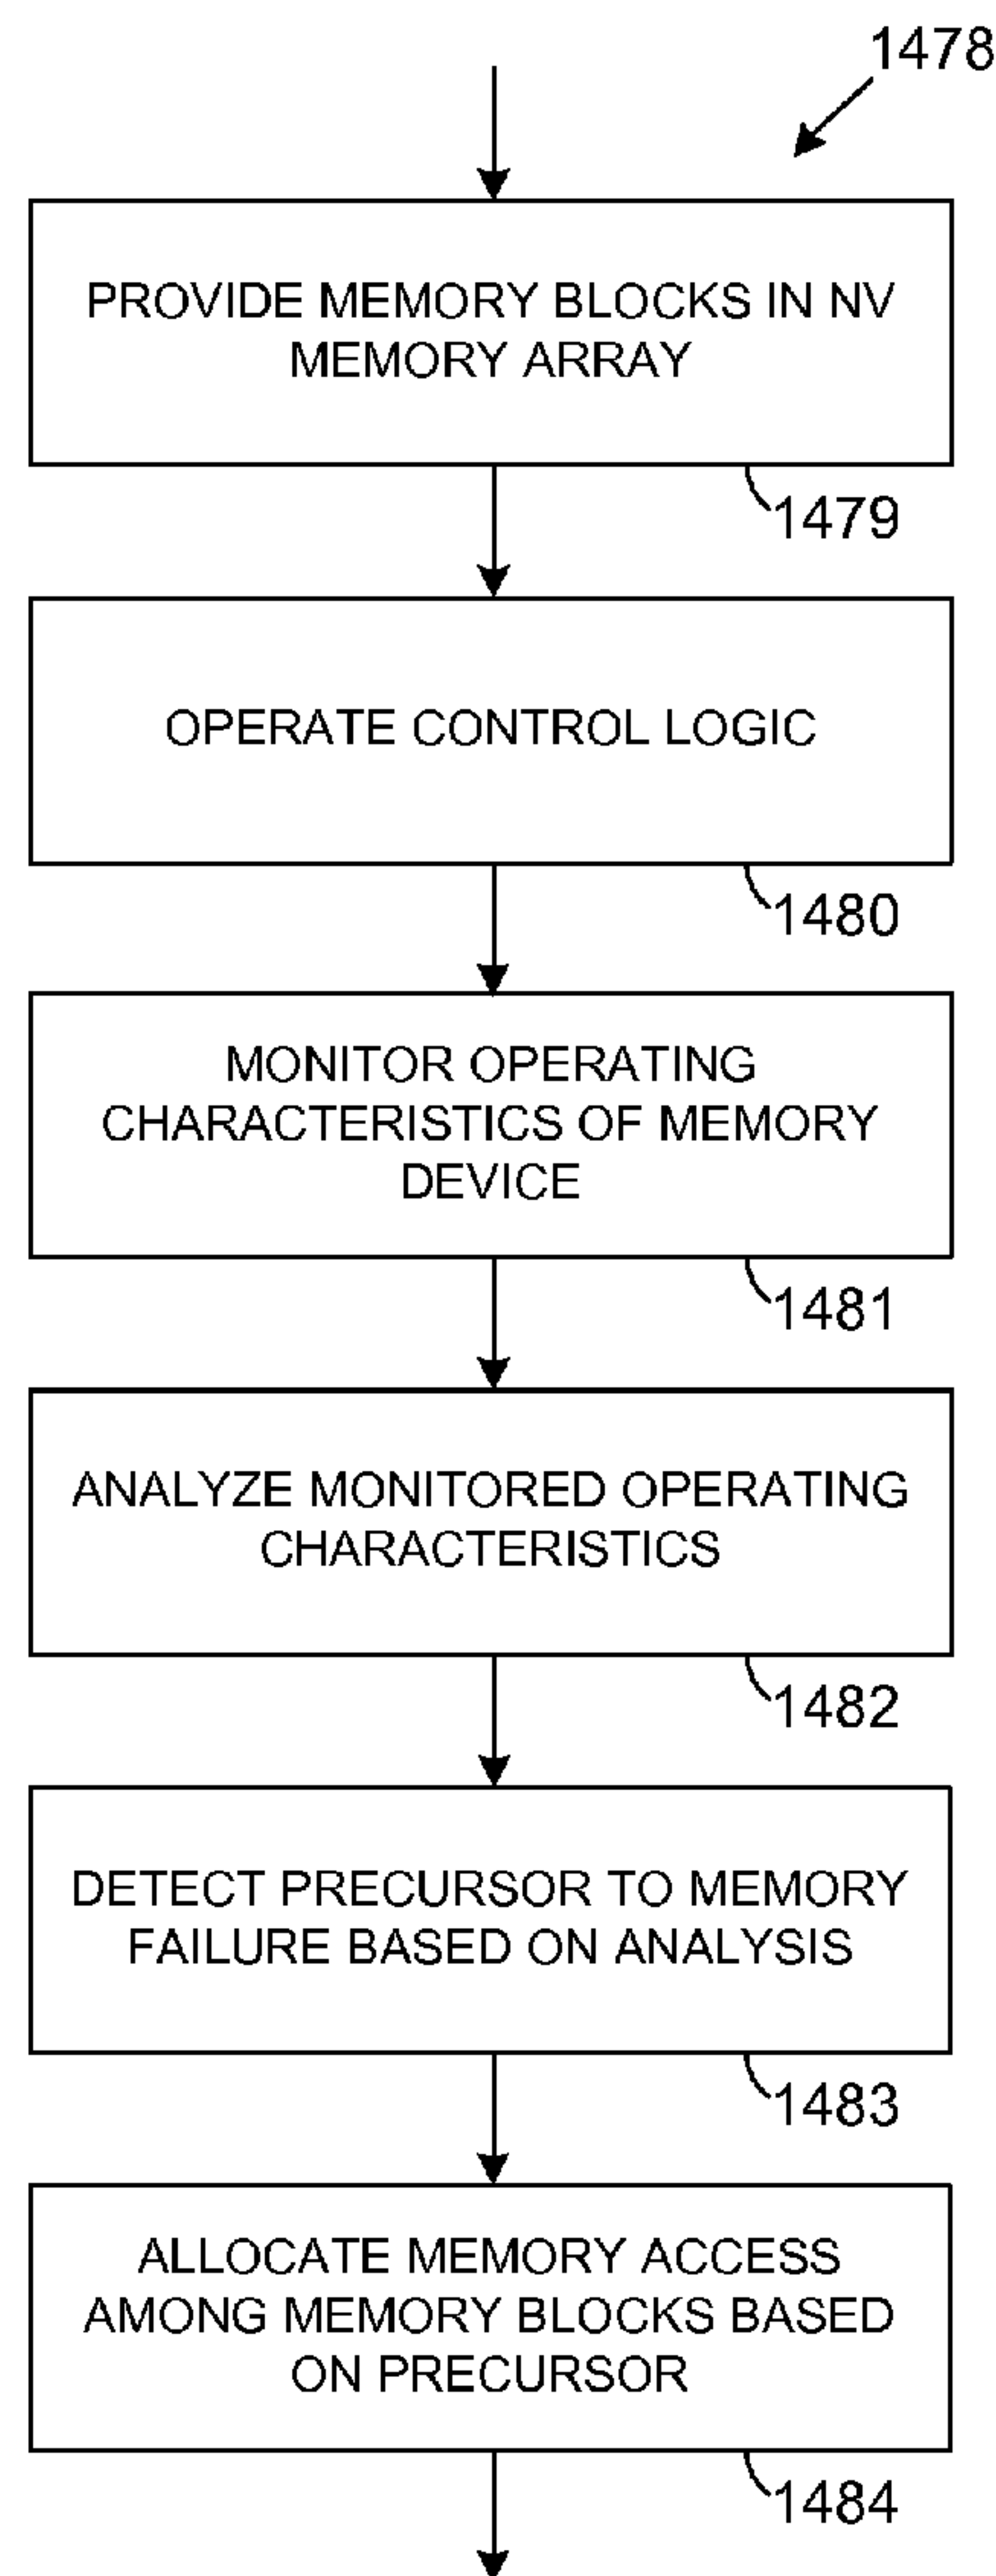 1478
PROVIDE MEMORY BLOCKS IN NV
MEMORY ARRAY
1479
OPERATE CONTROL LOGIC
1480
MONITOR OPERATING
CHARACTERISTICS OF MEMORY
DEVICE
1481
ANALYZE MONITORED OPERATING
CHARACTERISTICS
1482
DETECT PRECURSOR TO MEMORY
FAILURE BASED ON ANALYSIS
1483
ALLOCATE MEMORY ACCESS
AMONG MEMORY BLOCKS BASED
ON PRECURSOR
1484